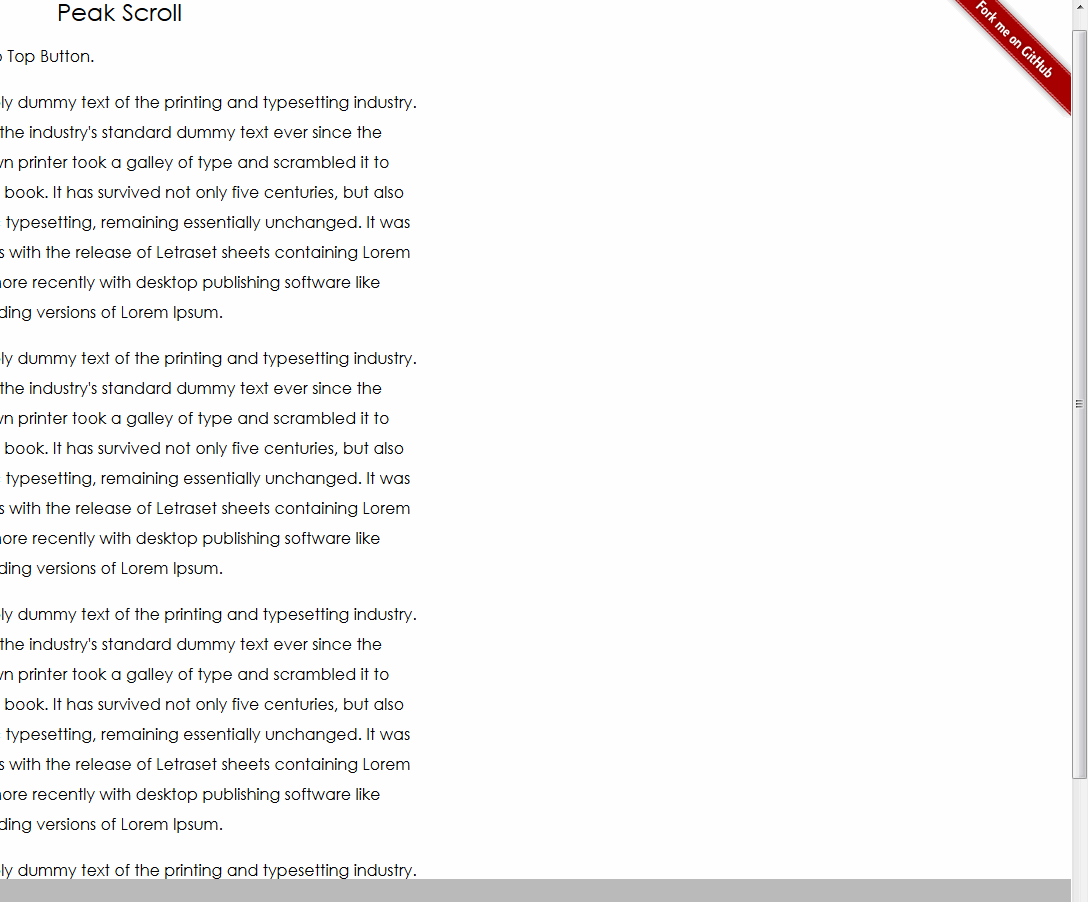 Peak Scroll
Fork me on GitHub
Top Button.
ly dummy text of the printing and typesetting industry.
the industry's standard dummy text ever since the
wn printer took a galley of type and scrambled it to
book. It has survived not only five centuries, but also
typesetting, remaining essentially unchanged. It was
s with the release of Letraset sheets containing Lorem
more recently with desktop publishing software like
ding versions of Lorem Ipsum.
ly dummy text of the printing and typesetting industry.
the industry's standard dummy text ever since the
wn printer took a galley of type and scrambled it to
book. It has survived not only five centuries, but also
typesetting, remaining essentially unchanged. It was
s with the release of Letraset sheets containing Lorem
more recently with desktop publishing software like
ding versions of Lorem Ipsum.
ly dummy text of the printing and typesetting industry.
the industry's standard dummy text ever since the
wn printer took a galley of type and scrambled it to
book. It has survived not only five centuries, but also
typesetting, remaining essentially unchanged. It was
s with the release of Letraset sheets containing Lorem
more recently with desktop publishing software like
ding versions of Lorem Ipsum.
ly dummy text of the printing and typesetting industry.